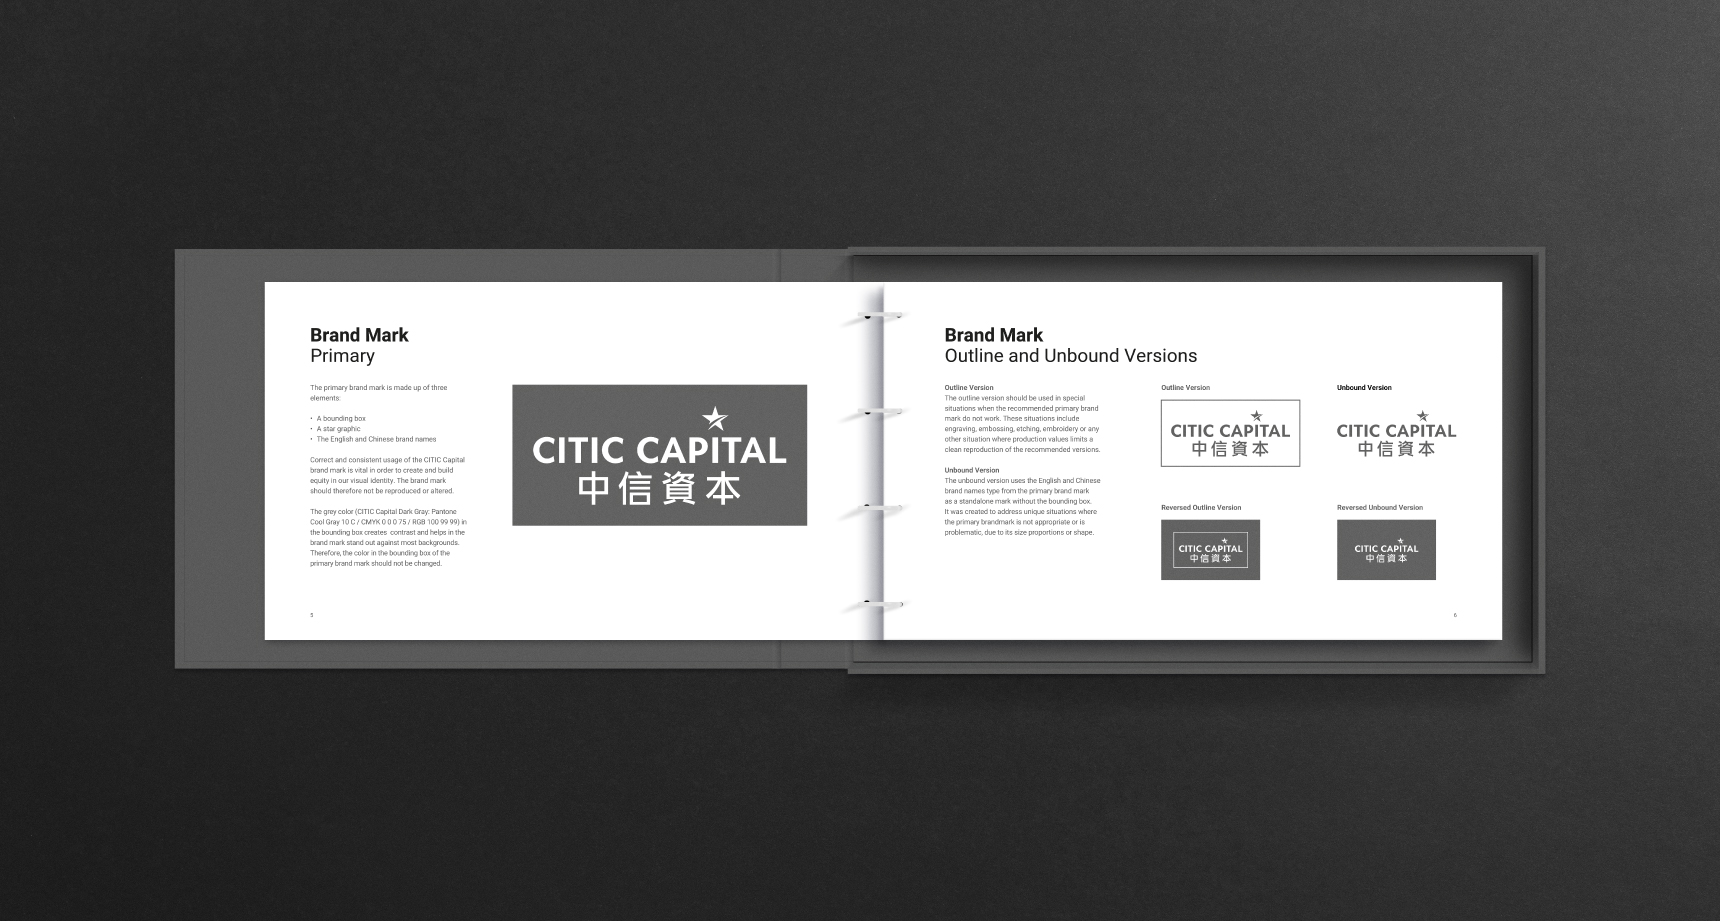 Brand Mark
Primary
The primary brand mark is made up of three
elements:
• A bounding box
• A star graphic
• The English and Chinese brand names
Correct and consistent usage of the CITIC Capital
brand mark is vital in order to create and build
equity in our visual identity. The brand mark
should therefore not be reproduced or altered.
The grey color (CITIC Capital Dark Gray: Pantone
Cool Gray 10 C / CMYK 0 0 0 75 / RGB 100 99 99) in
the bounding box creates contrast and helps in the
brand mark stand out against most backgrounds.
Therefore, the color in the bounding box of the
primary brand mark should not be changed.
CITIC CAPITAL
中信資本
5
Brand Mark
Outline and Unbound Versions
Outline Version
The outline version should be used in special
situations when the recommended primary brand
mark do not work. These situations include
engraving, embossing, etching, embroidery or any
other situation where production values limits a
clean reproduction of the recommended versions.
Unbound Version
The unbound version uses the English and Chinese
brand names type from the primary brand mark
as a standalone mark without the bounding box.
It was created to address unique situations where
the primary brandmark is not appropriate or is
problematic, due to its size proportions or shape.
Outline Version
CITIC CAPITAL
中信資本
Unbound Version
CITIC CAPITAL
中信資本
Reversed Outline Version
CITIC CAPITAL
中信資本
Reversed Unbound Version
CITIC CAPITAL
中信資本
6